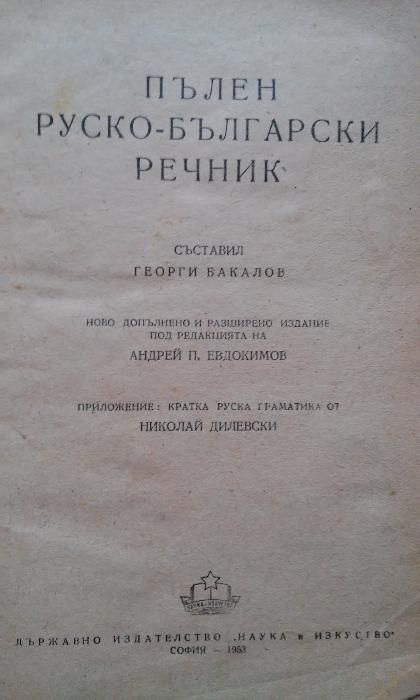 ПЪЛЕН
РУСКО-БЪЛГАРСКИ
РЕЧНИК
СЪСТАВИЛ
ГЕОРГИ БАКАЛОВ
НОВО ДОПЪЛНЕНО И РАЗШИРЕНО ИЗДАНИЕ
ПОД РЕДАКЦИЯТА НА
АНДРЕЙ П. ЕВДОКИМОВ
ПРИЛОЖЕНИЕ: КРАТКА РУСКА ГРАМАТИКА ОТ
НИКОЛАЙ ДИЛЕВСКИ
ДЪРЖАВНО ИЗДАТЕЛСТВО „НАУКА и ИЗКУСТВО"
СОФИЯ – 1953